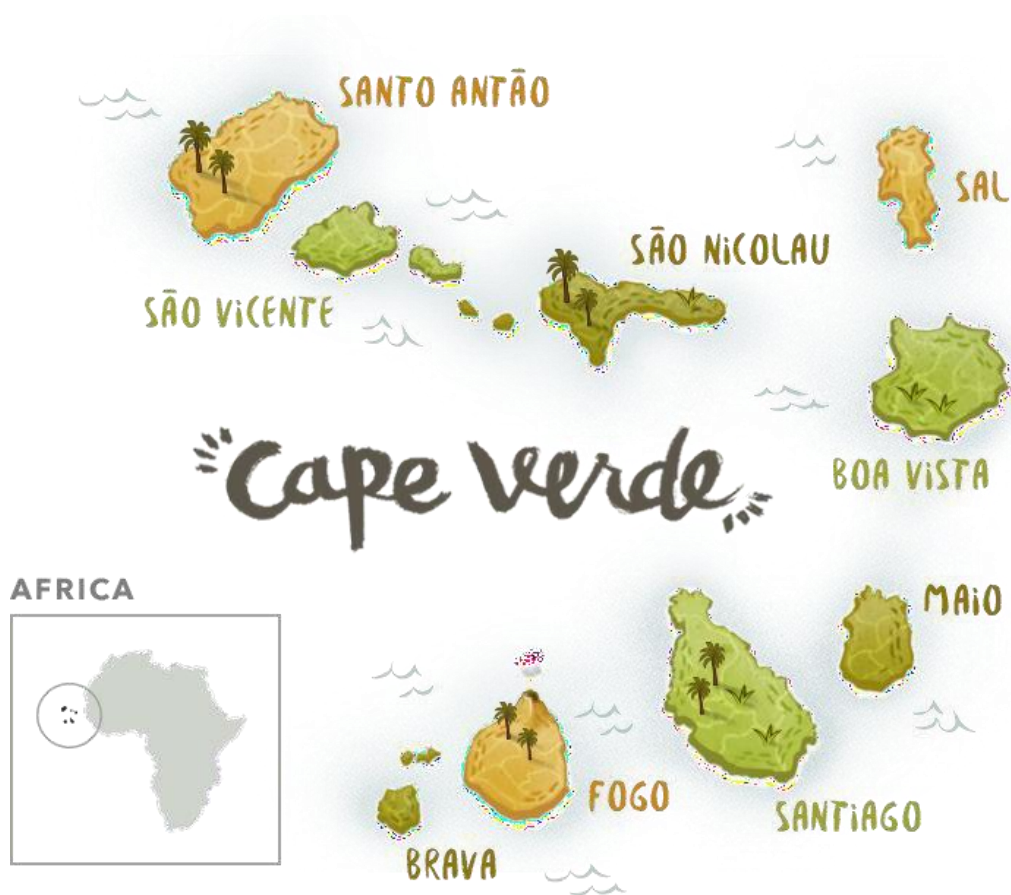 SANTO ANTÃO
SAL
SÃO NiCOLAU
SÃO ViCENTE
Cape Verde
BOA ViSTA
AFRICA
MAiO
FOGO
SANTiAGO
BRAVA